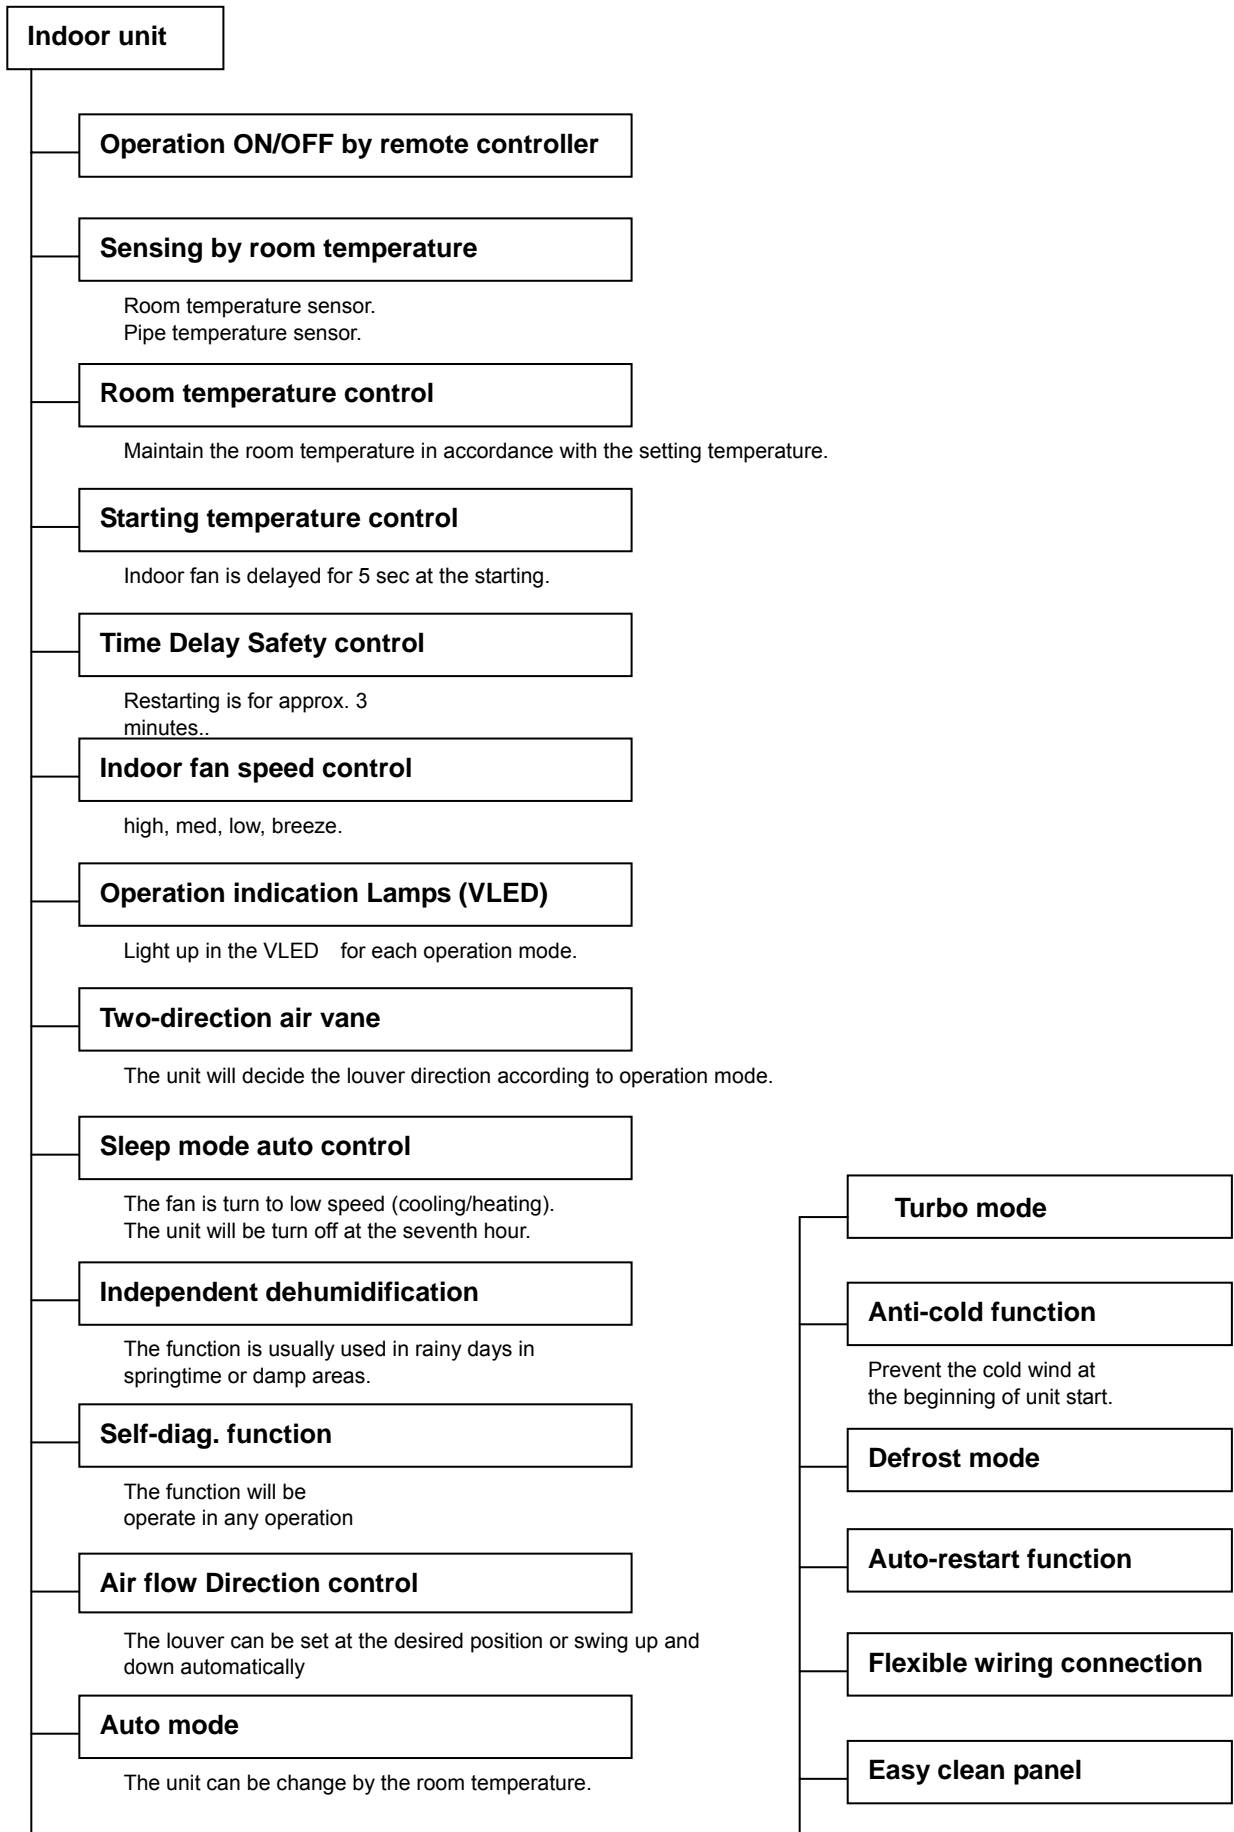 Indoor unit
Operation ON/OFF by remote controller
Sensing by room temperature
Room temperature sensor.
Pipe temperature sensor.
Room temperature control
Maintain the room temperature in accordance with the setting temperature.
Starting temperature control
Indoor fan is delayed for 5 sec at the starting.
Time Delay Safety control
Restarting is for approx. 3
minutes..
Indoor fan speed control
high, med, low, breeze.
Operation indication Lamps (VLED)
Light up in the VLED for each operation mode.
Two-direction air vane
The unit will decide the louver direction according to operation mode.
Sleep mode auto control
The fan is turn to low speed (cooling/heating).
The unit will be turn off at the seventh hour.
Independent dehumidification
The function is usually used in rainy days in
springtime or damp areas.
Self-diag. function
The function will be
operate in any operation
Air flow Direction control
The louver can be set at the desired position or swing up and
down automatically
Auto mode
The unit can be change by the room temperature.
Turbo mode
Anti-cold function
Prevent the cold wind at
the beginning of unit start.
Defrost mode
Auto-restart function
Flexible wiring connection
Easy clean panel